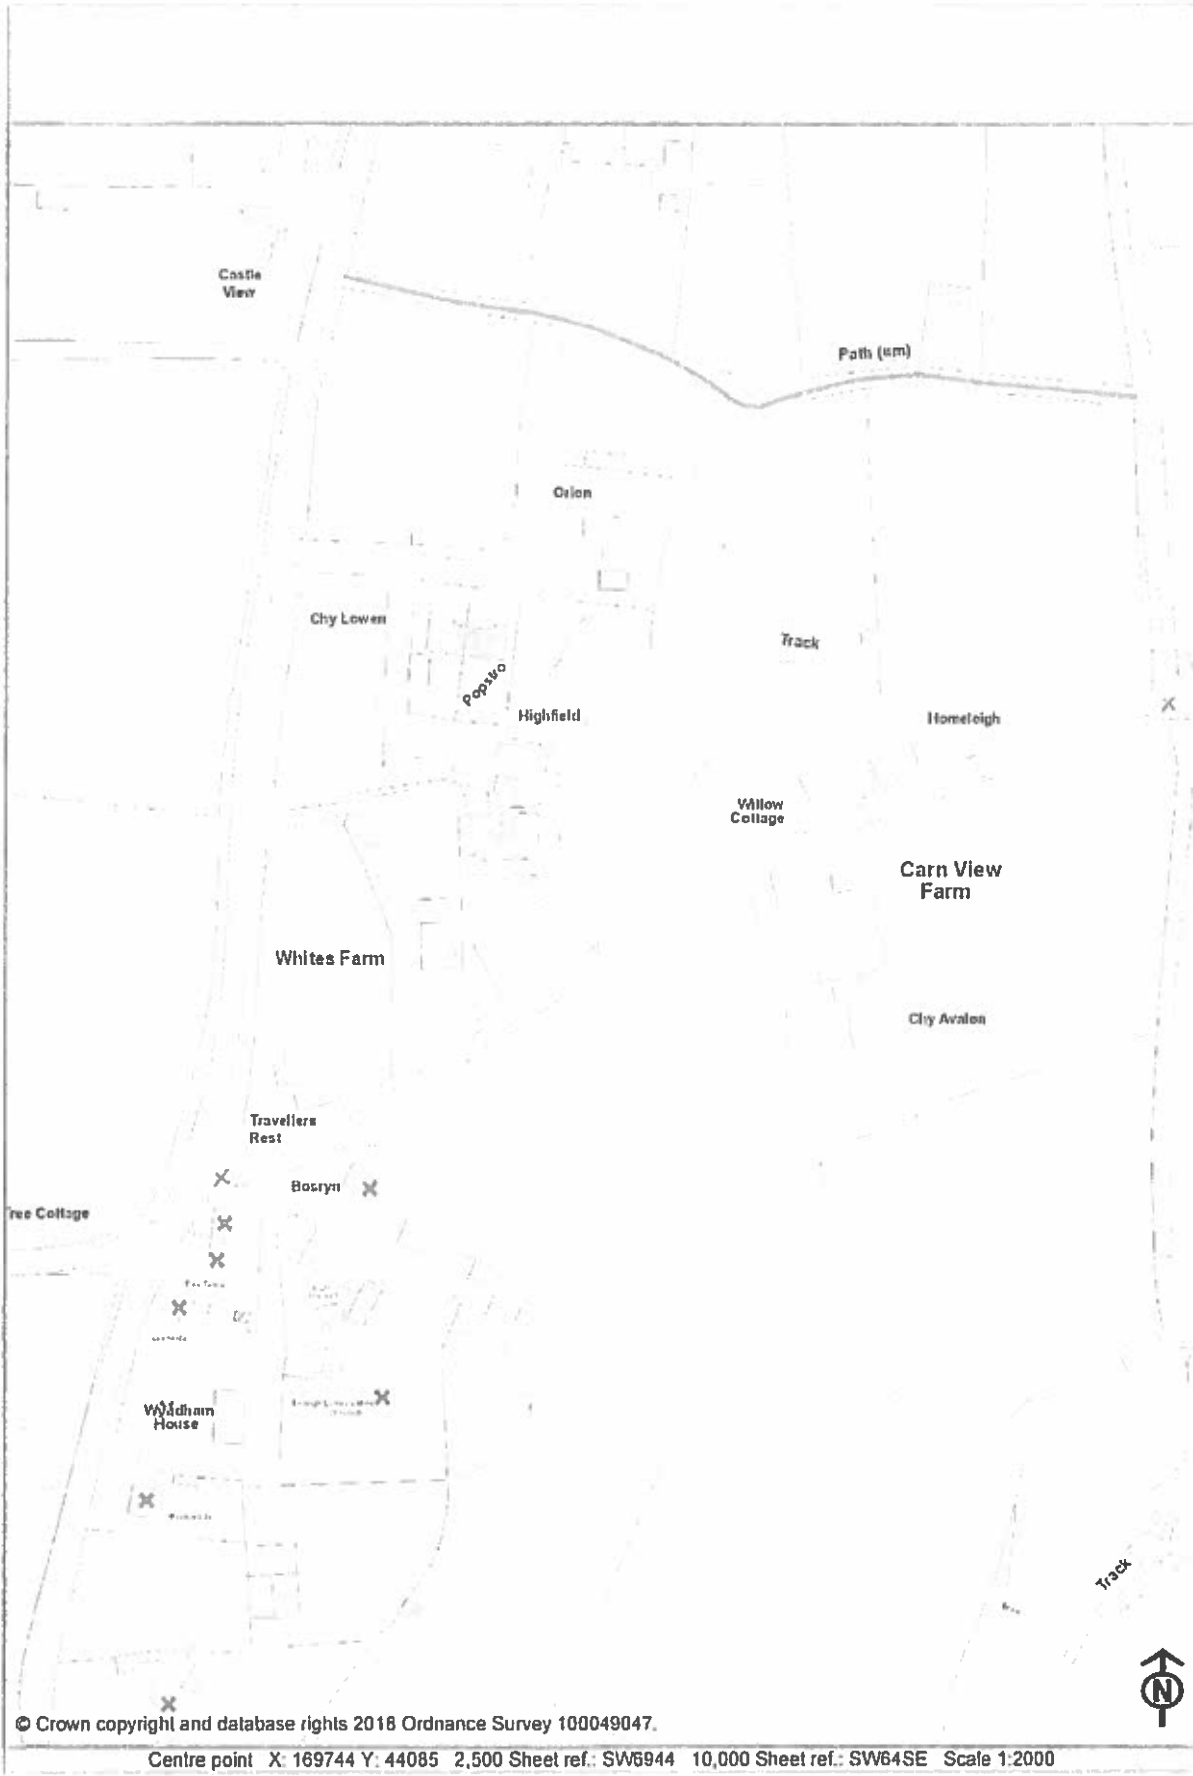 Castle
View
Path (um)
Orion
Chy Lowen
Track
Popstro
Highfield
Homeleigh
Willow
Cottage
Carn View
Farm
Whites Farm
Chy Avalon
Travellers
Rest
Bosryn
Tree Cottage
Wyndham
House
Track
N
© Crown copyright and database rights 2018 Ordnance Survey 100049047.
Centre point X: 169744 Y: 44085 2,500 Sheet ref.: SW6944 10,000 Sheet ref.: SW64SE Scale 1:2000